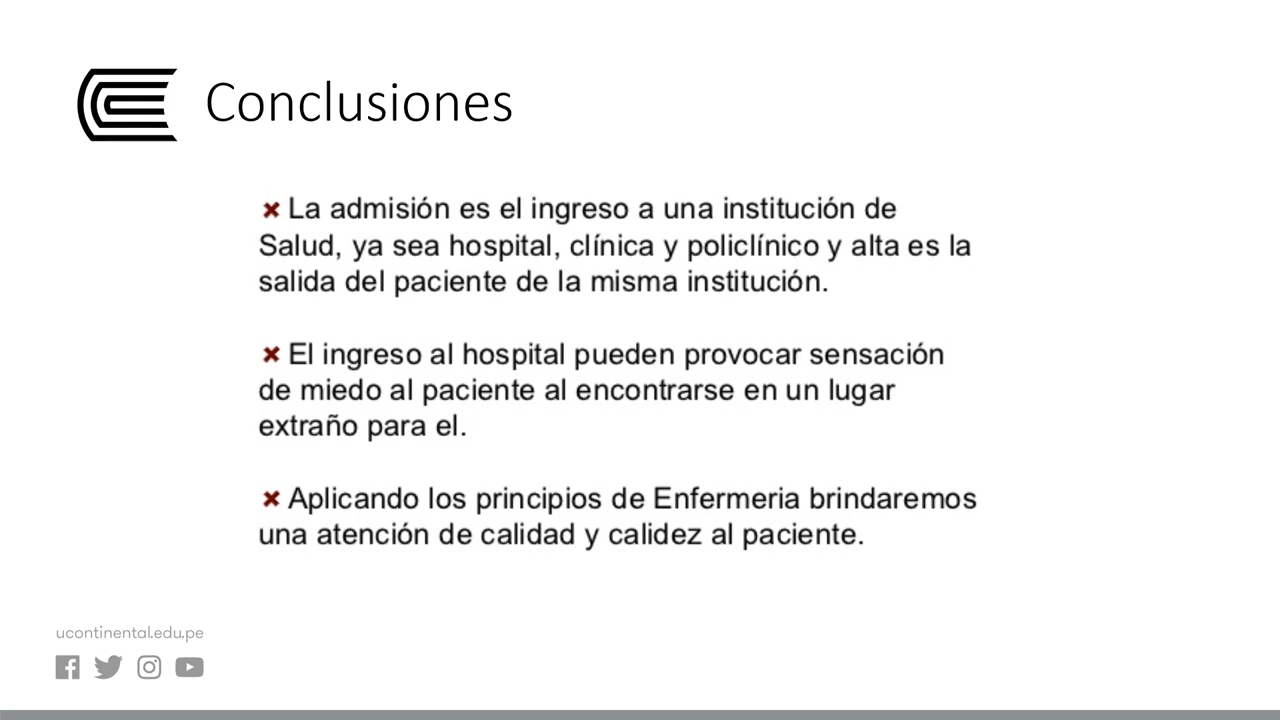 Conclusiones
La admisión es el ingreso a una institución de
Salud, ya sea hospital, clínica y policlínico y alta es la
salida del paciente de la misma institución.
El ingreso al hospital pueden provocar sensación
de miedo al paciente al encontrarse en un lugar
extraño para el.
Aplicando los principios de Enfermeria brindaremos
una atención de calidad y calidez al paciente.
ucontinental.edu.pe